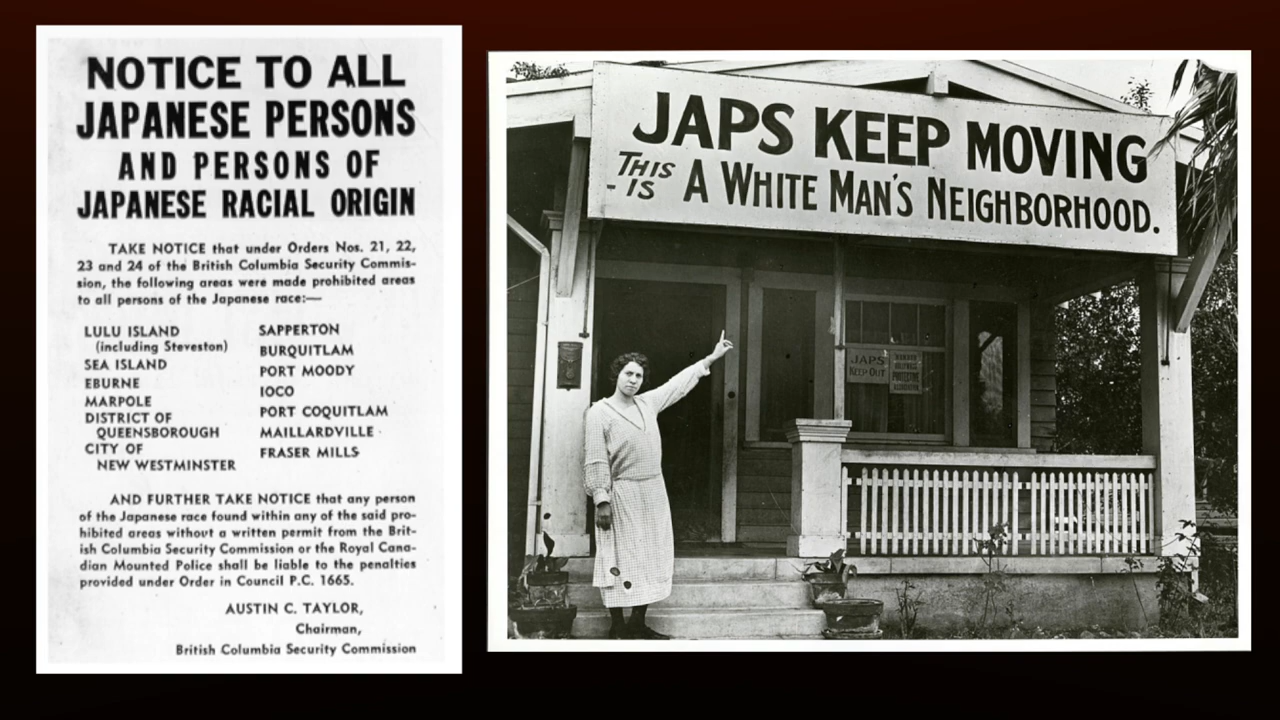 NOTICE TO ALL
JAPANESE PERSONS
AND PERSONS OF
JAPANESE RACIAL ORIGIN
TAKE NOTICE that under Orders Nos. 21, 22,
23 and 24 of the British Columbia Security Commis-
sion, the following areas were made prohibited areas
to all persons of the Japanese race:—
LULU ISLAND
(including Steveston)
SEA ISLAND
EBURNE
MARPOLE
DISTRICT OF
QUEENSBOROUGH
CITY OF
NEW WESTMINSTER
SAPPERTON
BURQUITLAM
PORT MOODY
IOCO
PORT COQUITLAM
MAILLARDVILLE
FRASER MILLS
AND FURTHER TAKE NOTICE that any person
of the Japanese race found within any of the said pro-
hibited areas without a written permit from the Brit-
ish Columbia Security Commission or the Royal Cana-
dian Mounted Police shall be liable to the penalties
provided under Order in Council P.C. 1665.
AUSTIN C. TAYLOR,
Chairman,
British Columbia Security Commission
JAPS KEEP MOVING
THIS IS A WHITE MAN'S NEIGHBORHOOD.
JAPS
KEEP OUT
HOLLYWOOD
PROTECTIVE
ASSOCIATION